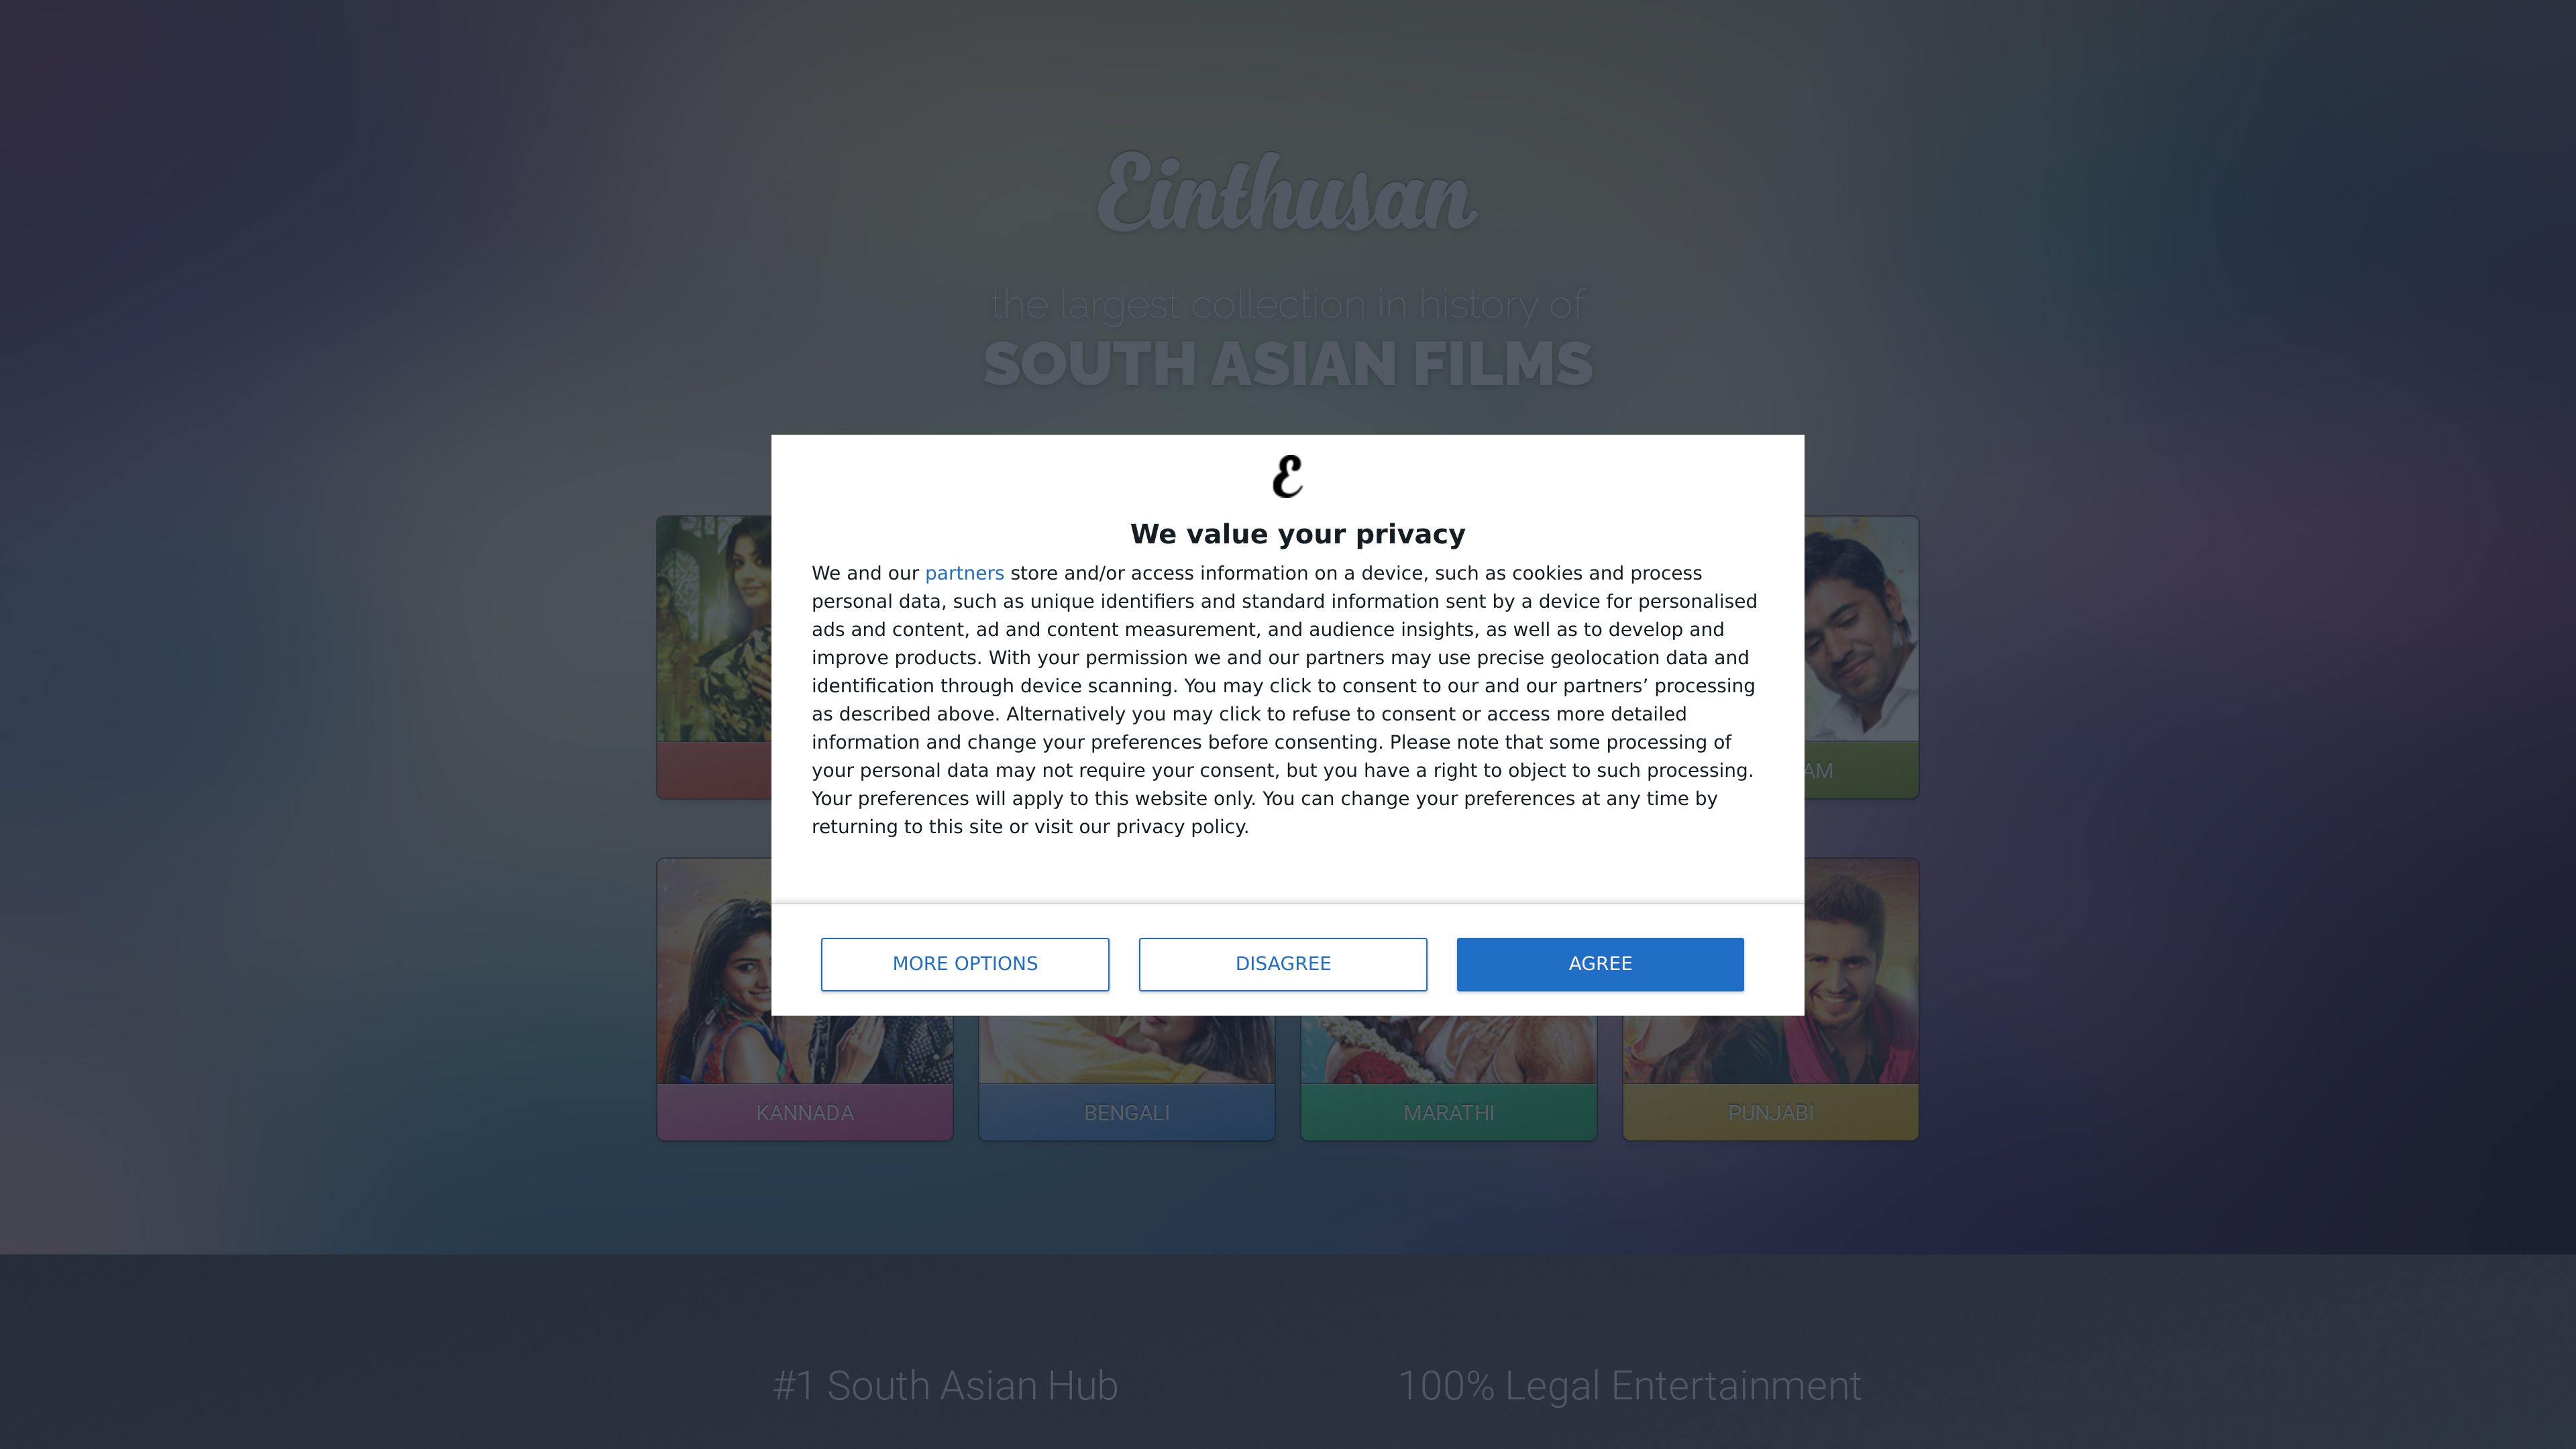 Einthusan
the largest collection in history of
SOUTH ASIAN FILMS
E
We value your privacy
We and our partners store and/or access information on a device, such as cookies and process
personal data, such as unique identifiers and standard information sent by a device for personalised
ads and content, ad and content measurement, and audience insights, as well as to develop and
improve products. With your permission we and our partners may use precise geolocation data and
identification through device scanning. You may click to consent to our and our partners’ processing
as described above. Alternatively you may click to refuse to consent or access more detailed
information and change your preferences before consenting. Please note that some processing of
your personal data may not require your consent, but you have a right to object to such processing.
Your preferences will apply to this website only. You can change your preferences at any time by
returning to this site or visit our privacy policy.
AM
MORE OPTIONS DISAGREE AGREE
KANNADA BENGALI MARATHI PUNJABI
#1 South Asian Hub 100% Legal Entertainment